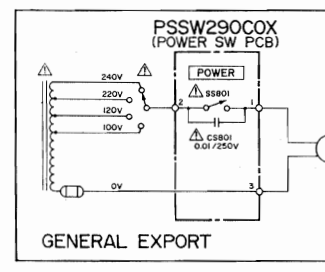 PSSW290COX
(POWER SW PCB)
POWER
240V
220V
SS801
2
1
120V
100V
CS801
0.01/250V
0V
3
GENERAL EXPORT